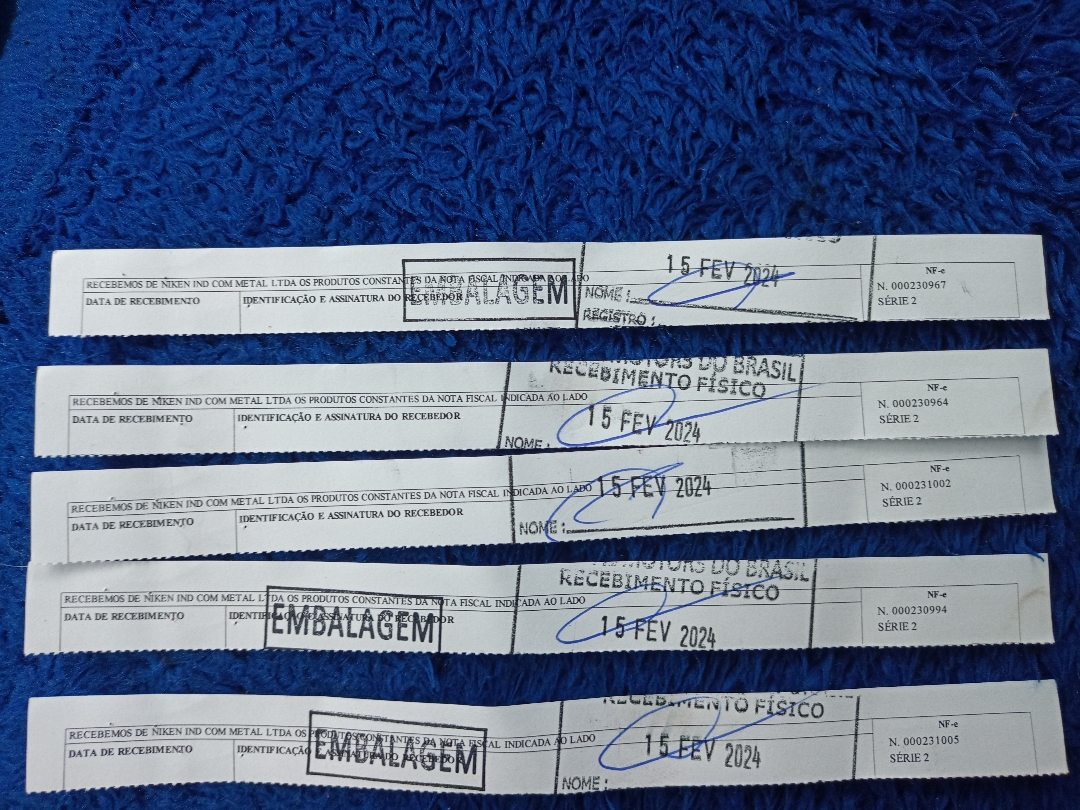 15 FEV 2024
RECEBEMOS DE NIKEN IND COM METAL LTDA OS PRODUTOS CONSTANTES DA NOTA FISCAL INDICADA AO LADO
NF-e
DATA DE RECEBIMENTO
IDENTIFICAÇÃO E ASSINATURA DO RECEBEDOR
EMBALAGEM
NOME :
N. 000230967
SÉRIE 2
REGISTRO :
MOTORS DO BRASIL
RECEBIMENTO FÍSICO
RECEBEMOS DE NIKEN IND COM METAL LTDA OS PRODUTOS CONSTANTES DA NOTA FISCAL INDICADA AO LADO
NF-e
DATA DE RECEBIMENTO
IDENTIFICAÇÃO E ASSINATURA DO RECEBEDOR
15 FEV 2024
N. 000230964
SÉRIE 2
NOME :
RECEBEMOS DE NIKEN IND COM METAL LTDA OS PRODUTOS CONSTANTES DA NOTA FISCAL INDICADA AO LADO
15 FEV 2024
NF-e
DATA DE RECEBIMENTO
IDENTIFICAÇÃO E ASSINATURA DO RECEBEDOR
N. 000231002
SÉRIE 2
NOME :
MOTORS DO BRASIL
RECEBIMENTO FÍSICO
RECEBEMOS DE NIKEN IND COM METAL LTDA OS PRODUTOS CONSTANTES DA NOTA FISCAL INDICADA AO LADO
NF-e
DATA DE RECEBIMENTO
IDENTIFICAÇÃO E ASSINATURA DO RECEBEDOR
EMBALAGEM
15 FEV 2024
N. 000230994
SÉRIE 2
RECEBIMENTO FÍSICO
RECEBEMOS DE NIKEN IND COM METAL LTDA OS PRODUTOS CONSTANTES DA NOTA FISCAL INDICADA AO LADO
NF-e
DATA DE RECEBIMENTO
IDENTIFICAÇÃO E ASSINATURA DO RECEBEDOR
EMBALAGEM
15 FEV 2024
N. 000231005
SÉRIE 2
NOME :